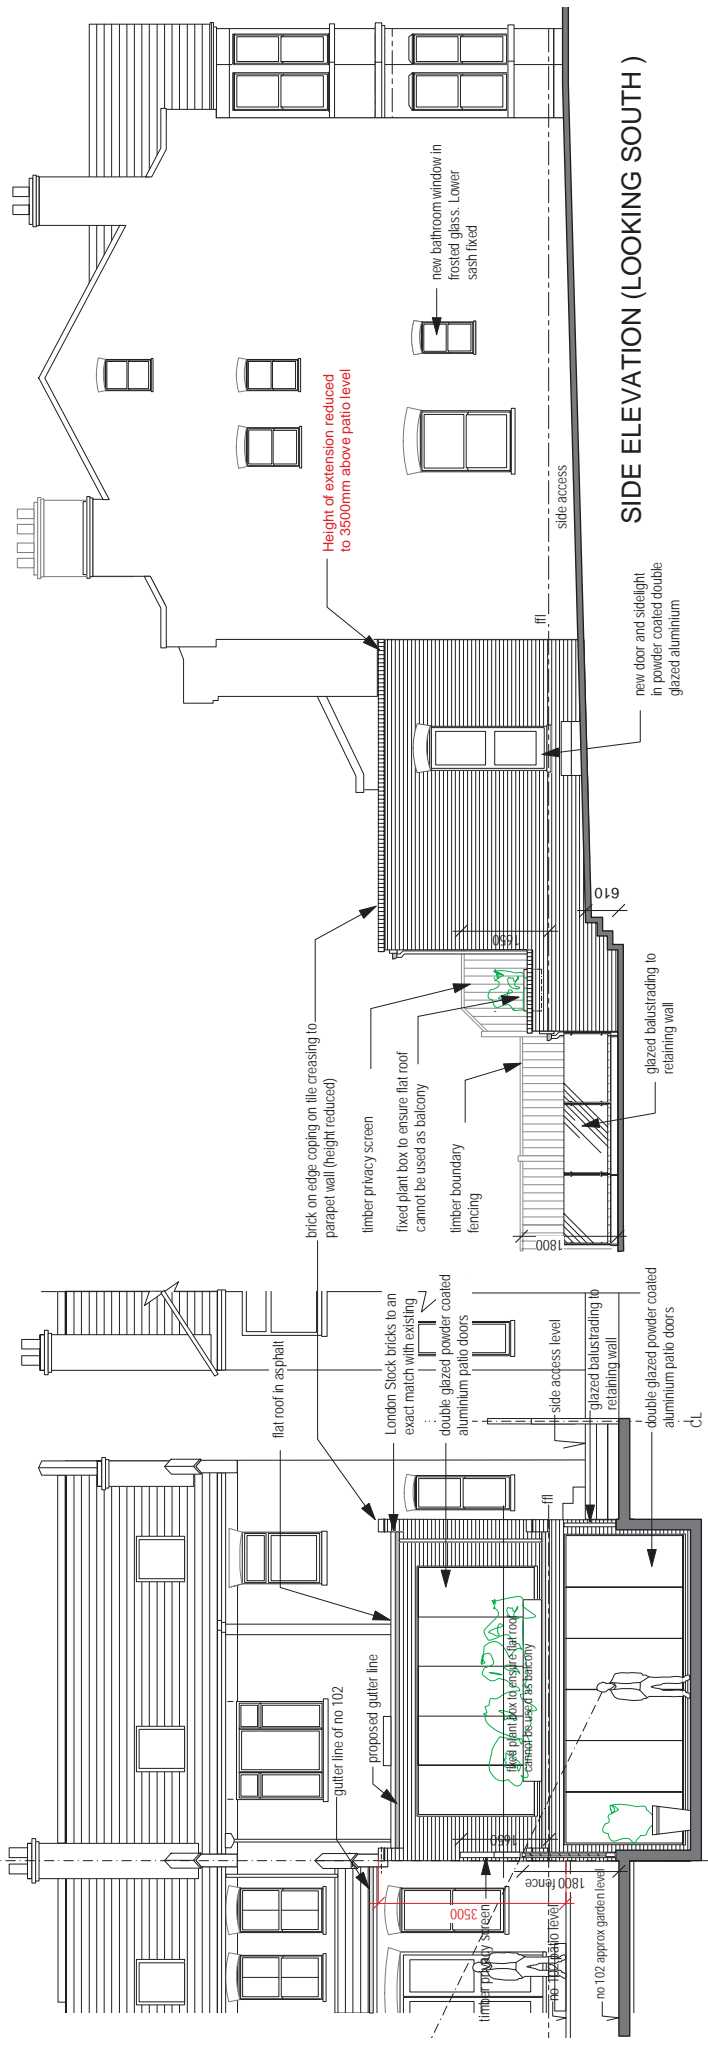 new bathroom window in
frosted glass. Lower
sash fixed
Height of extension reduced
to 3500mm above patio level
side access
SIDE ELEVATION (LOOKING SOUTH )
ffl
new door and sidelight
in powder coated double
glazed aluminium
610
1650
brick on edge coping on tile creasing to
parapet wall (height reduced)
timber privacy screen
fixed plant box to ensure flat roof
cannot be used as balcony
timber boundary
fencing
glazed balustrading to
retaining wall
1800
flat roof in asphalt
London Stock bricks to an
exact match with existing
double glazed powder coated
aluminium patio doors
side access level
glazed balustrading to
retaining wall
double glazed powder coated
aluminium patio doors
CL
ffl
gutter line of no 102
proposed gutter line
fixed plant box to ensure flat roof
cannot be used as balcony
1650
1800 fence
3500
timber privacy screen
no 102 patio level
no 102 approx garden level